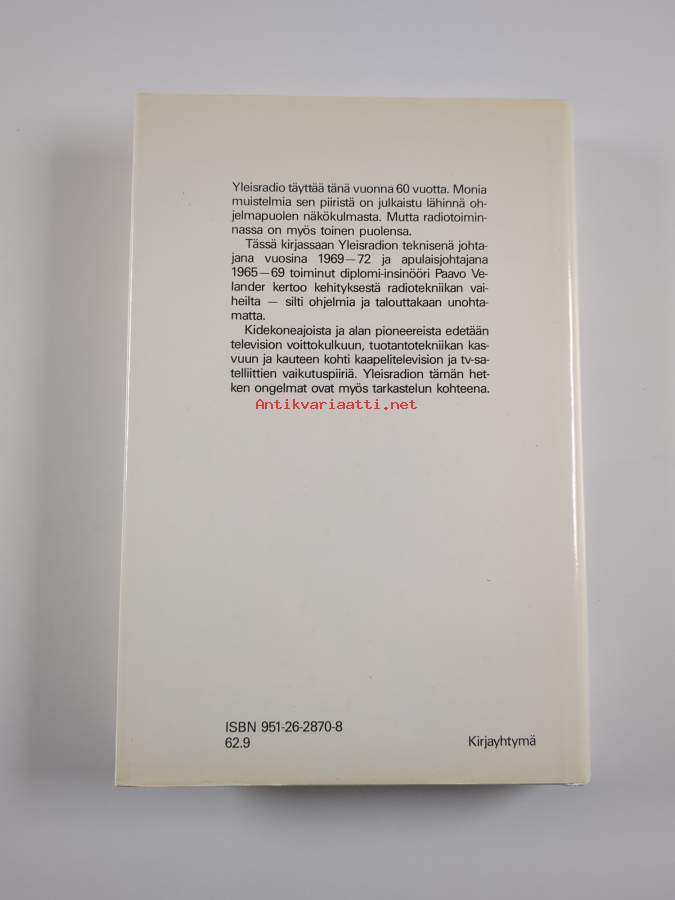 Yleisradio täyttää tänä vuonna 60 vuotta. Monia
muistelmia sen piiristä on julkaistu lähinnä oh-
jelmapuolen näkökulmasta. Mutta radiotoimin-
nassa on myös toinen puolensa.
Tässä kirjassaan Yleisradion teknisenä johta-
jana vuosina 1969—72 ja apulaisjohtajana
1965—69 toiminut diplomi-insinööri Paavo Ve-
lander kertoo kehityksestä radiotekniikan vai-
heilta — silti ohjelmia ja talouttakaan unohta-
matta.
Kidekoneajoista ja alan pioneereista edetään
television voittokulkuun, tuotantotekniikan kas-
vuun ja kauteen kohti kaapelitelevision ja tv-sa-
telliittien vaikutuspiiriä. Yleisradion tämän het-
ken ongelmat ovat myös tarkastelun kohteena.
Antikvariaatti.net
ISBN 951-26-2870-8
62.9
Kirjayhtymä